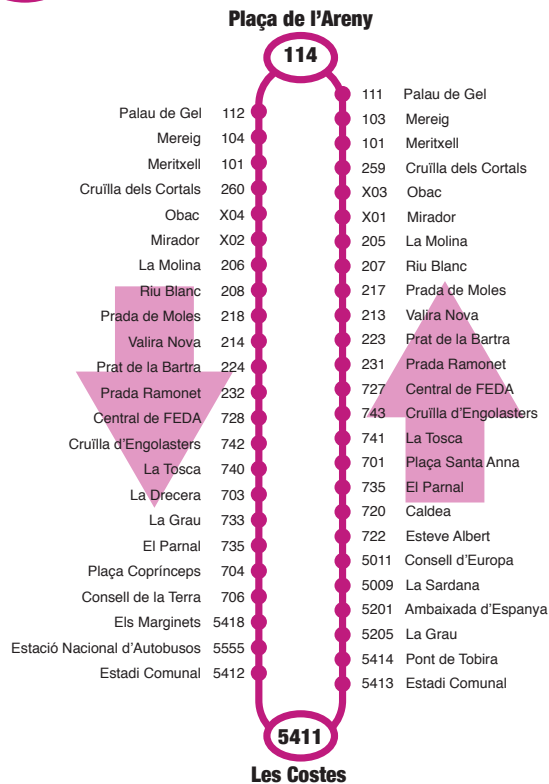 Plaça de l'Areny
114
Palau de Gel 112
Mereig 104
Meritxell 101
Cruïlla dels Cortals 260
Obac X04
Mirador X02
La Molina 206
Riu Blanc 208
Prada de Moles 218
Valira Nova 214
Prat de la Bartra 224
Prada Ramonet 232
Central de FEDA 728
Cruïlla d'Engolasters 742
La Tosca 740
La Drecera 703
La Grau 733
El Parnal 735
Plaça Coprínceps 704
Consell de la Terra 706
Els Marginets 5418
Estació Nacional d'Autobusos 5555
Estadi Comunal 5412
111 Palau de Gel
103 Mereig
101 Meritxell
259 Cruïlla dels Cortals
X03 Obac
X01 Mirador
205 La Molina
207 Riu Blanc
217 Prada de Moles
213 Valira Nova
223 Prat de la Bartra
231 Prada Ramonet
727 Central de FEDA
743 Cruïlla d'Engolasters
741 La Tosca
701 Plaça Santa Anna
735 El Parnal
720 Caldea
722 Esteve Albert
5011 Consell d'Europa
5009 La Sardana
5201 Ambaixada d'Espanya
5205 La Grau
5414 Pont de Tobira
5413 Estadi Comunal
5411
Les Costes